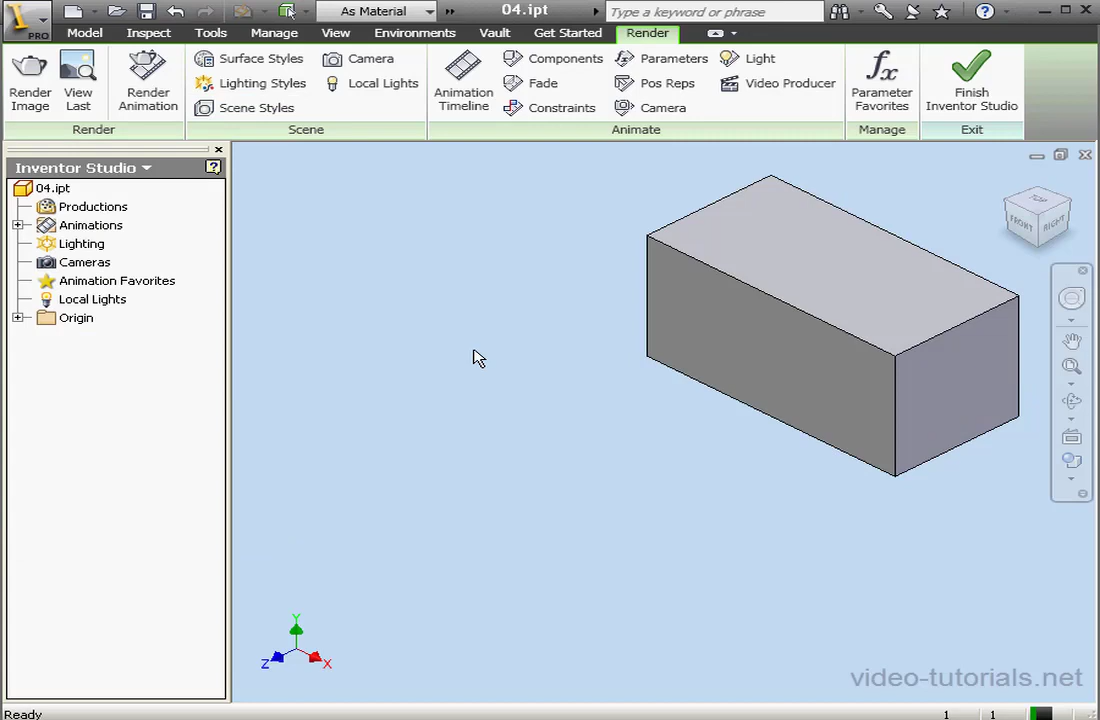 PRO
As Material
04.ipt
Type a keyword or phrase
Model
Inspect
Tools
Manage
View
Environments
Vault
Get Started
Render
Render Image
View Last
Render Animation
Surface Styles
Lighting Styles
Scene Styles
Camera
Local Lights
Animation Timeline
Components
Fade
Constraints
Parameters
Pos Reps
Camera
Light
Video Producer
fx
Parameter Favorites
Finish Inventor Studio
Render
Scene
Animate
Manage
Exit
Inventor Studio
04.ipt
Productions
Animations
Lighting
Cameras
Animation Favorites
Local Lights
Origin
TOP
FRONT
RIGHT
Y
Z
X
video-tutorials.net
Ready
1
1